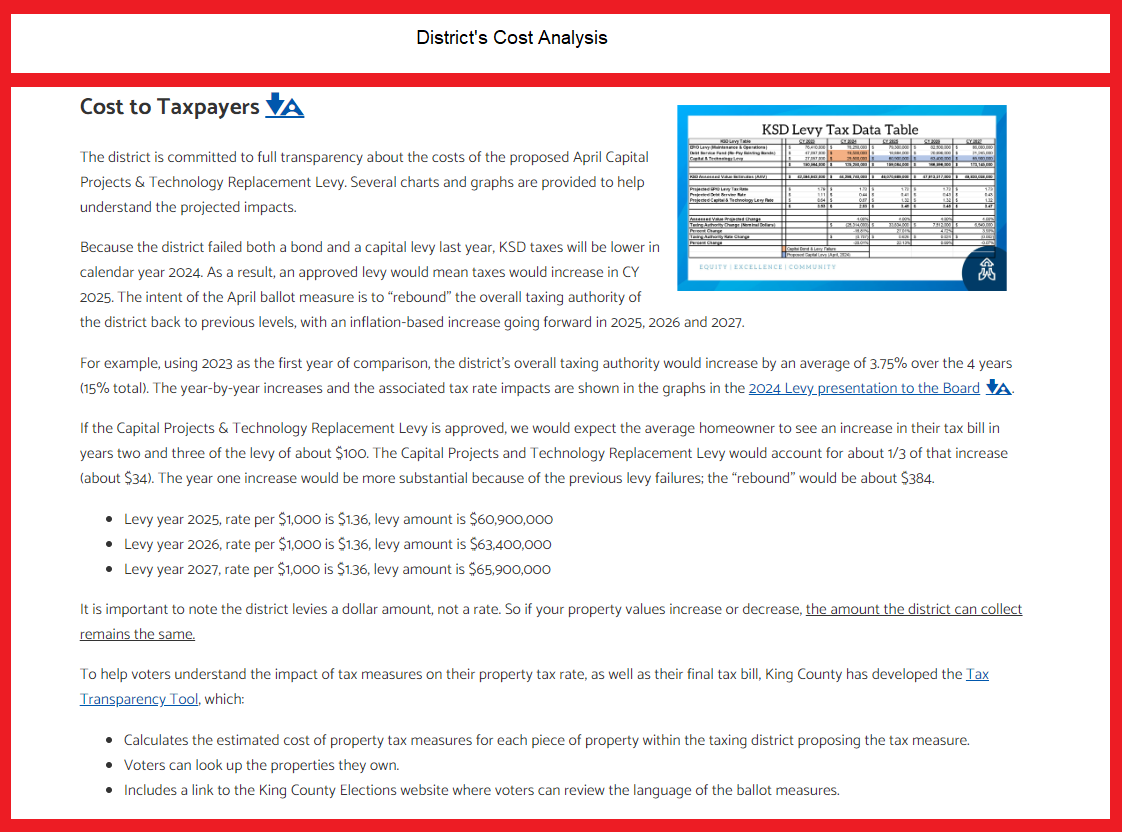 District's Cost Analysis
Cost to Taxpayers
KSD Levy Tax Data Table
EQUITY | EXCELLENCE | COMMUNITY
The district is committed to full transparency about the costs of the proposed April Capital
Projects & Technology Replacement Levy. Several charts and graphs are provided to help
understand the projected impacts.
Because the district failed both a bond and a capital levy last year, KSD taxes will be lower in
calendar year 2024. As a result, an approved levy would mean taxes would increase in CY
2025. The intent of the April ballot measure is to “rebound” the overall taxing authority of
the district back to previous levels, with an inflation-based increase going forward in 2025, 2026 and 2027.
For example, using 2023 as the first year of comparison, the district’s overall taxing authority would increase by an average of 3.75% over the 4 years
(15% total). The year-by-year increases and the associated tax rate impacts are shown in the graphs in the 2024 Levy presentation to the Board.
If the Capital Projects & Technology Replacement Levy is approved, we would expect the average homeowner to see an increase in their tax bill in
years two and three of the levy of about $100. The Capital Projects and Technology Replacement Levy would account for about 1/3 of that increase
(about $34). The year one increase would be more substantial because of the previous levy failures; the “rebound” would be about $384.
• Levy year 2025, rate per $1,000 is $1.36, levy amount is $60,900,000
• Levy year 2026, rate per $1,000 is $1.36, levy amount is $63,400,000
• Levy year 2027, rate per $1,000 is $1.36, levy amount is $65,900,000
It is important to note the district levies a dollar amount, not a rate. So if your property values increase or decrease, the amount the district can collect
remains the same.
To help voters understand the impact of tax measures on their property tax rate, as well as their final tax bill, King County has developed the Tax
Transparency Tool, which:
• Calculates the estimated cost of property tax measures for each piece of property within the taxing district proposing the tax measure.
• Voters can look up the properties they own.
• Includes a link to the King County Elections website where voters can review the language of the ballot measures.